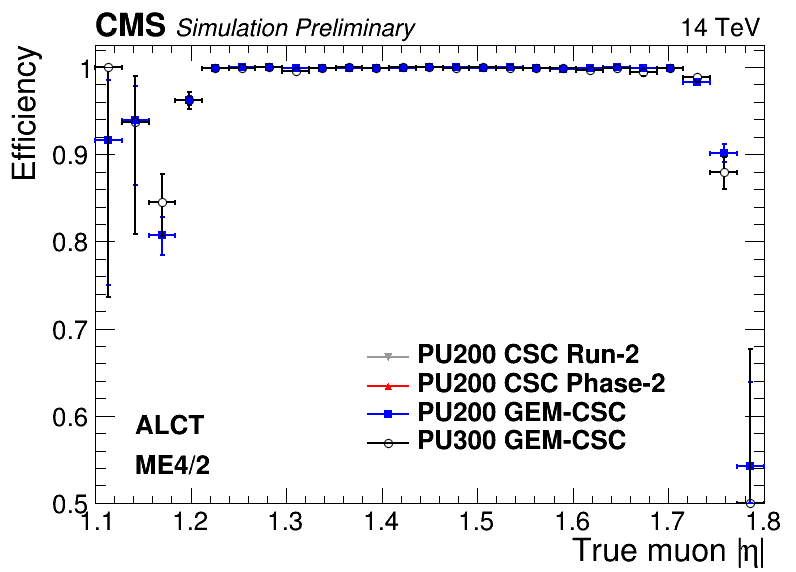 CMS Simulation Preliminary 14 TeV
Efficiency
1
0.9
0.8
0.7
0.6
0.5
PU200 CSC Run-2
PU200 CSC Phase-2
PU200 GEM-CSC
PU300 GEM-CSC
ALCT
ME4/2
1.1 1.2 1.3 1.4 1.5 1.6 1.7 1.8
True muon |η|